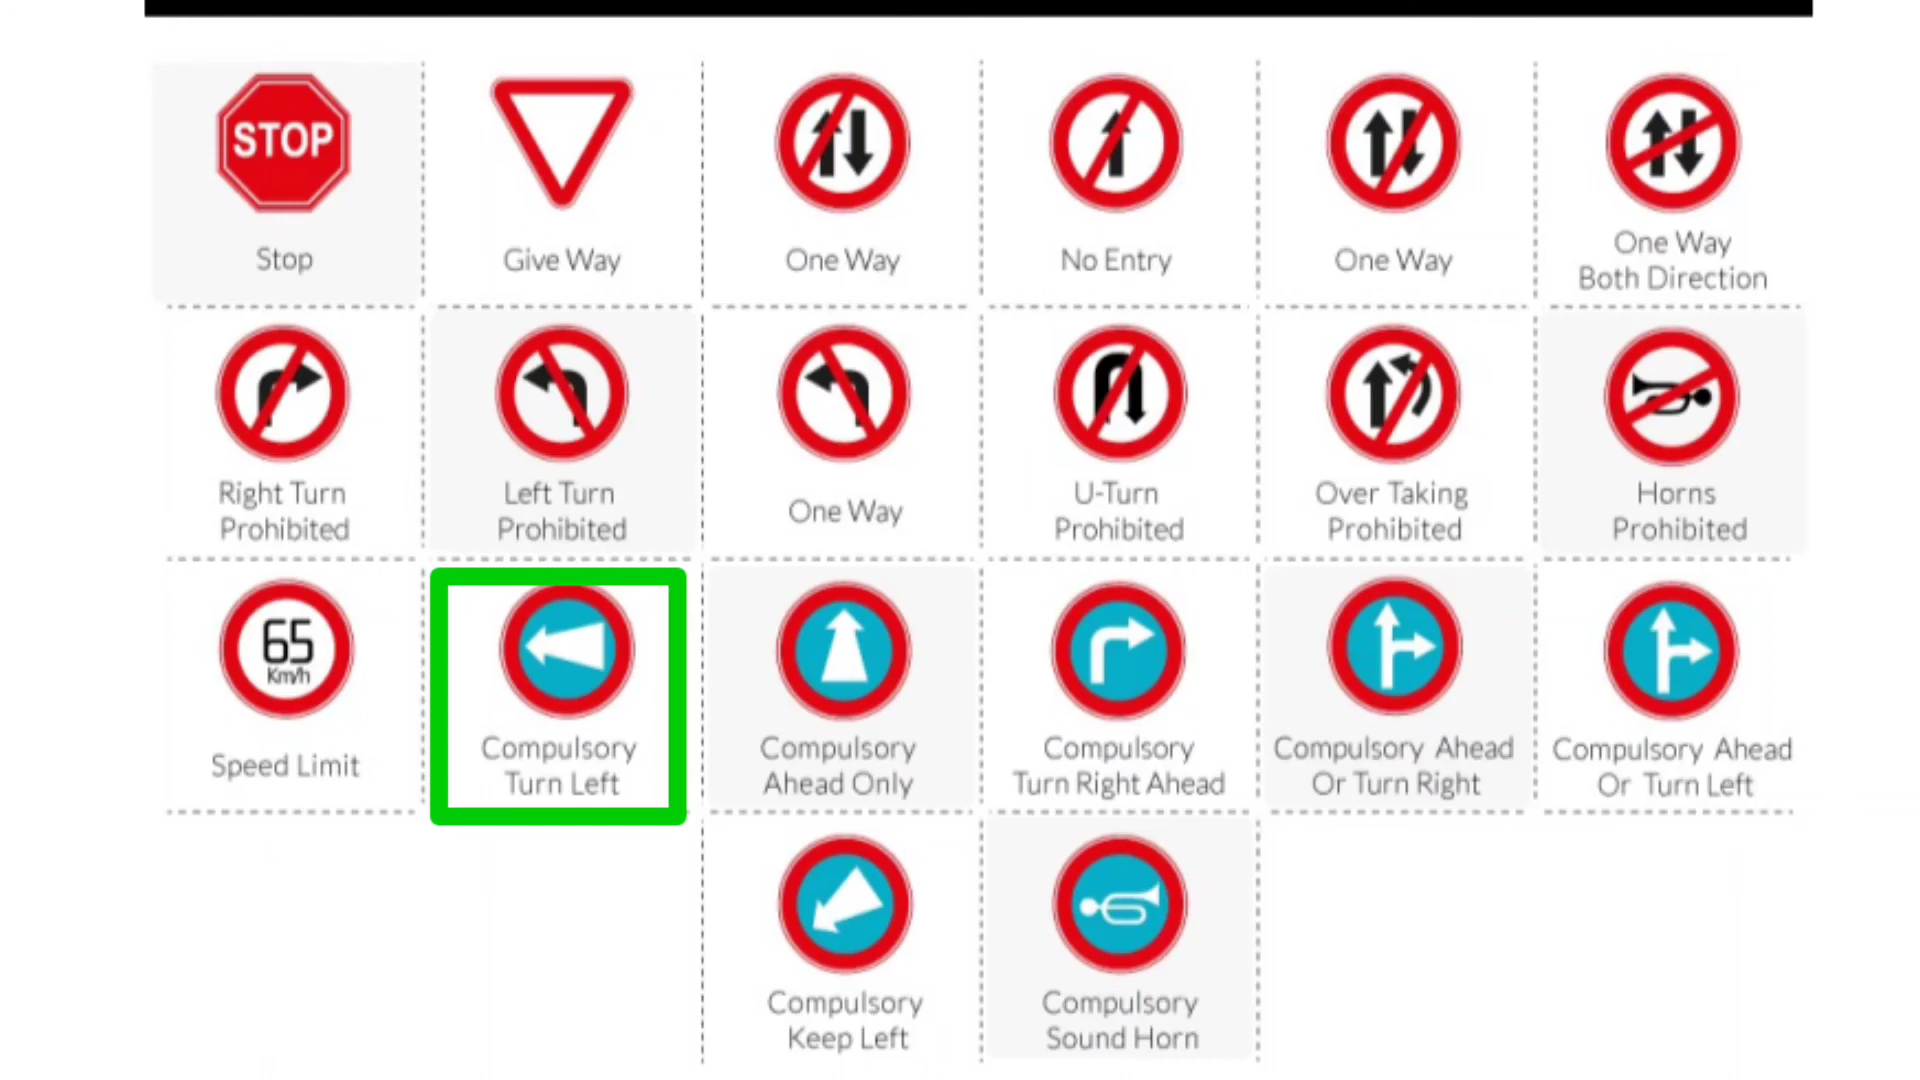 STOP
Stop
Give Way
One Way
No Entry
One Way
One Way
Both Direction
Right Turn
Prohibited
Left Turn
Prohibited
One Way
U-Turn
Prohibited
Over Taking
Prohibited
Horns
Prohibited
65
Km/h
Speed Limit
Compulsory
Turn Left
Compulsory
Ahead Only
Compulsory
Turn Right Ahead
Compulsory Ahead
Or Turn Right
Compulsory Ahead
Or Turn Left
Compulsory
Keep Left
Compulsory
Sound Horn